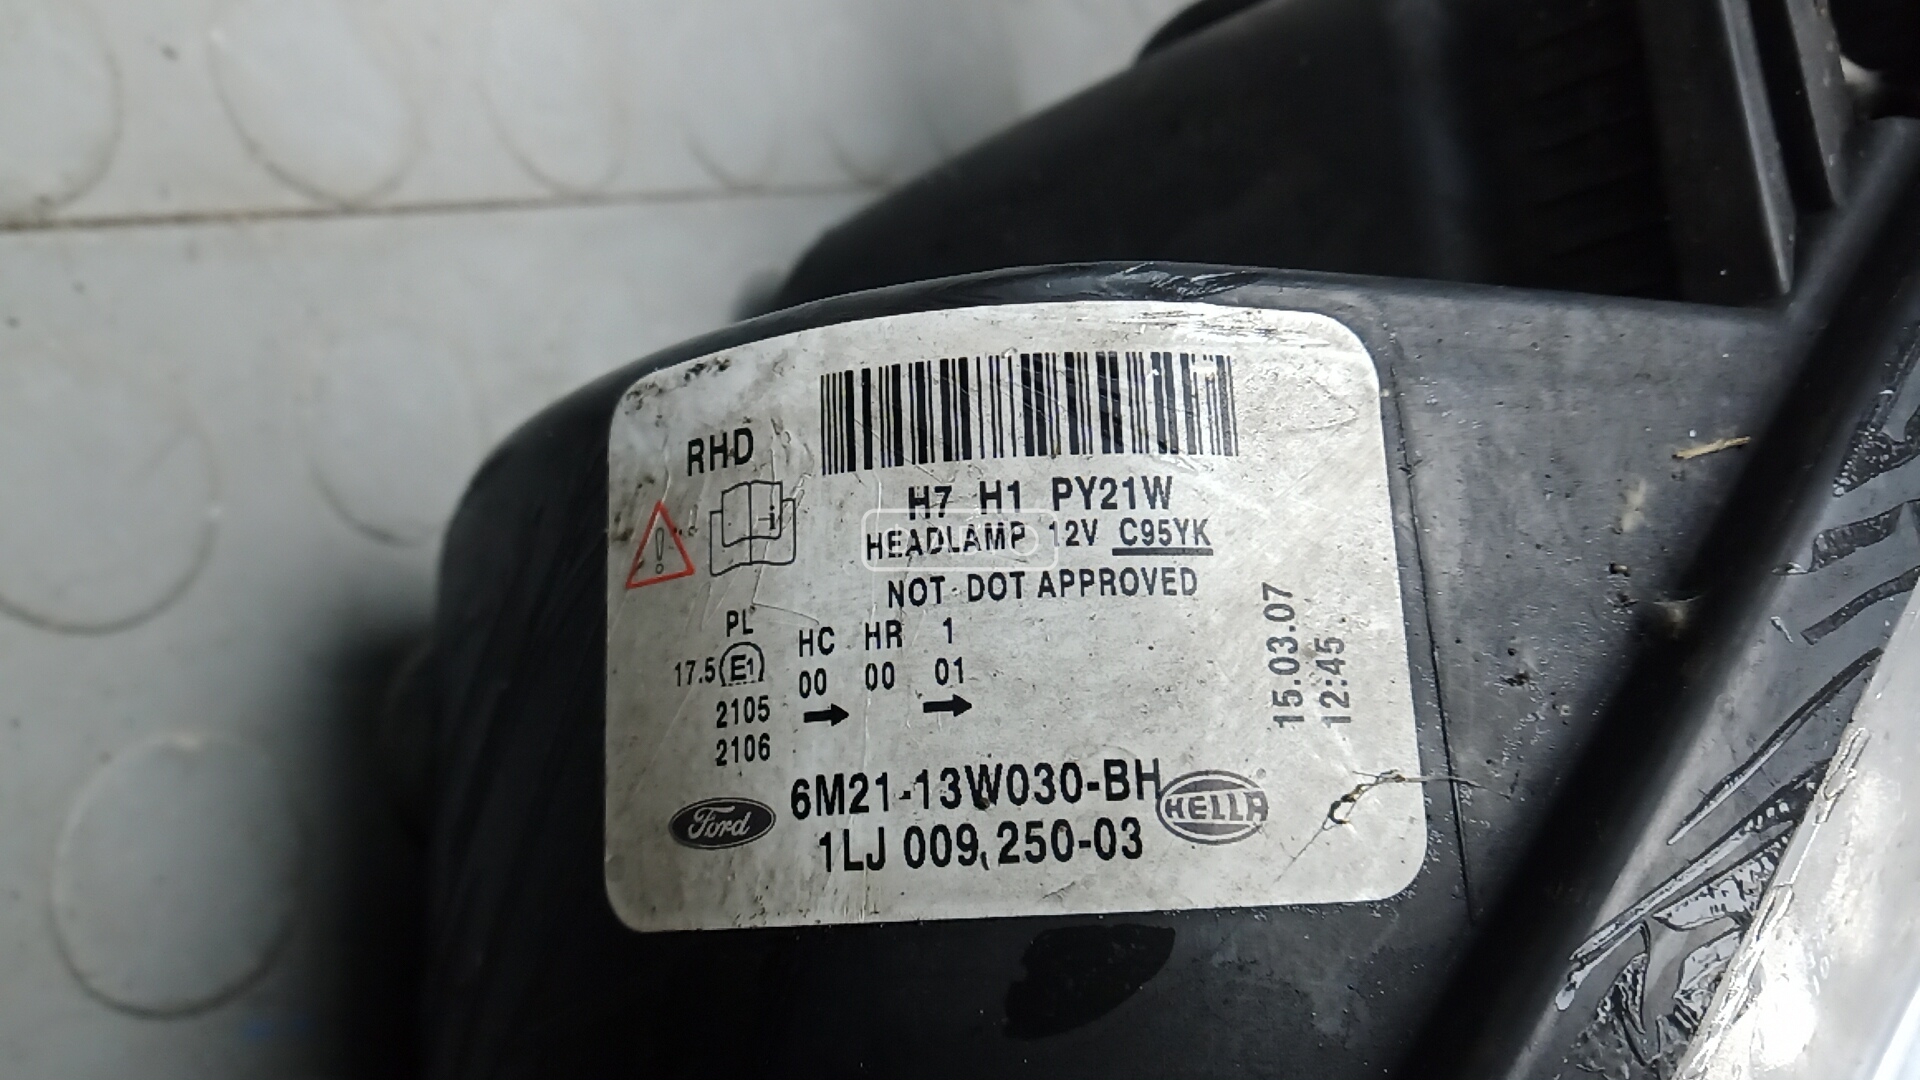 RHD
H7 H1 PY21W
HEADLAMP 12V C95YK
NOT DOT APPROVED
PL HC HR 1
17.5 E1 00 00 01
2105
2106
15.03.07
12:45
6M21-13W030-BH
1LJ 009.250-03
Ford
HELLA